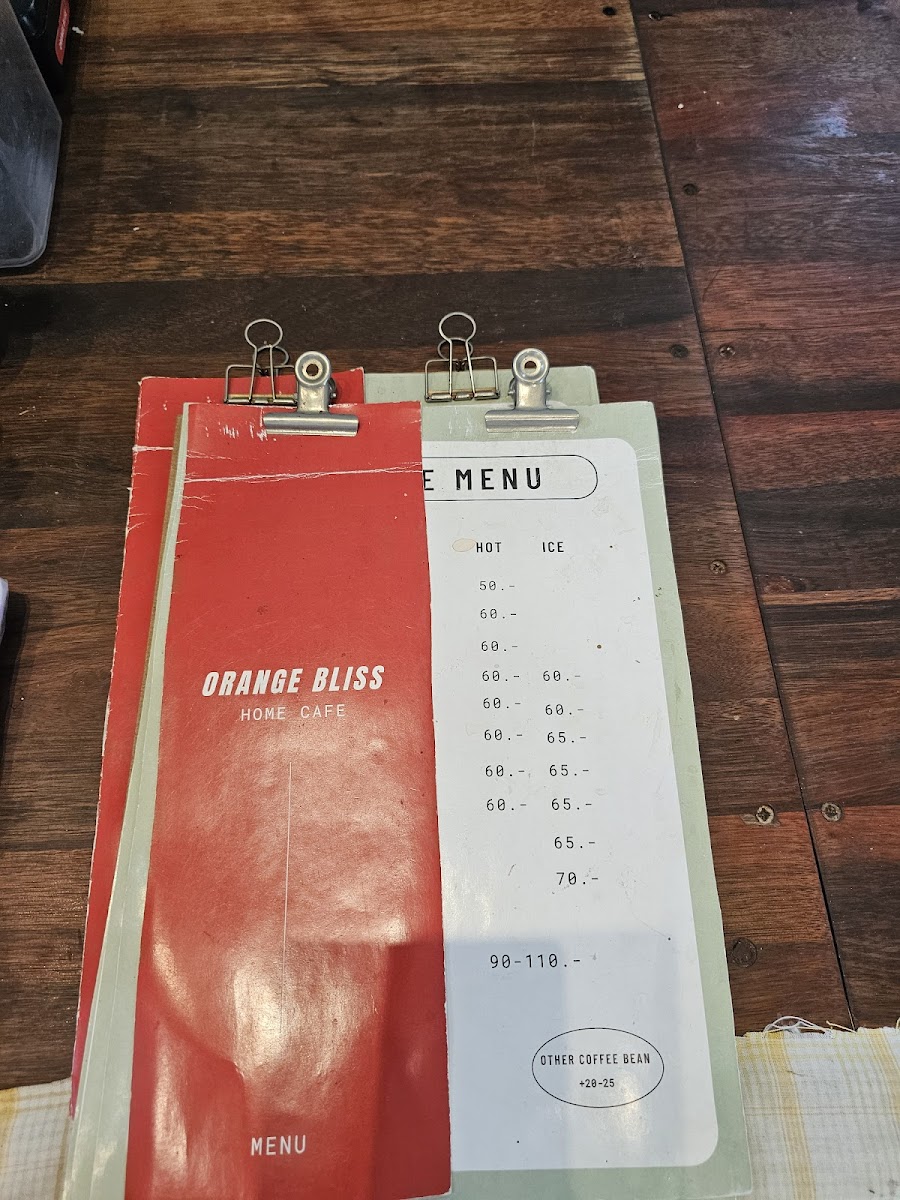 E MENU
HOT ICE
50.-
60.-
60.-
60.- 60.-
60.- 60.-
60.- 65.-
60.- 65.-
60.- 65.-
65.-
70.-
90-110.-
OTHER COFFEE BEAN
+20-25
ORANGE BLISS
HOME CAFE
MENU